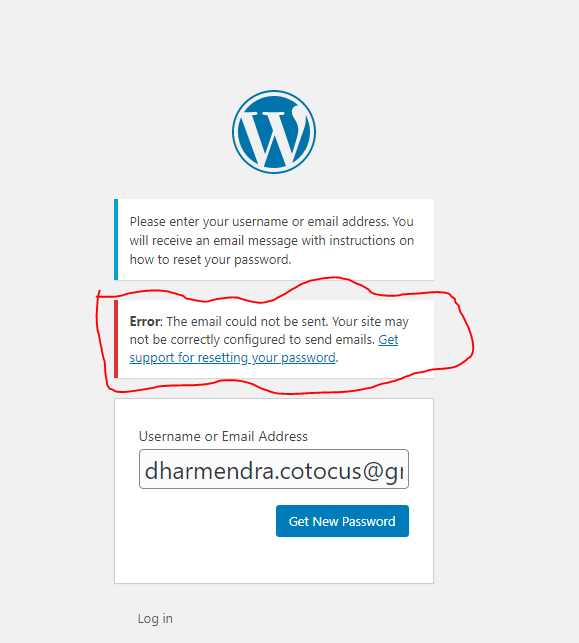 Please enter your username or email address. You
will receive an email message with instructions on
how to reset your password.
Error: The email could not be sent. Your site may
not be correctly configured to send emails. Get
support for resetting your password.
Username or Email Address
dharmendra.cotocus@g
Get New Password
Log in